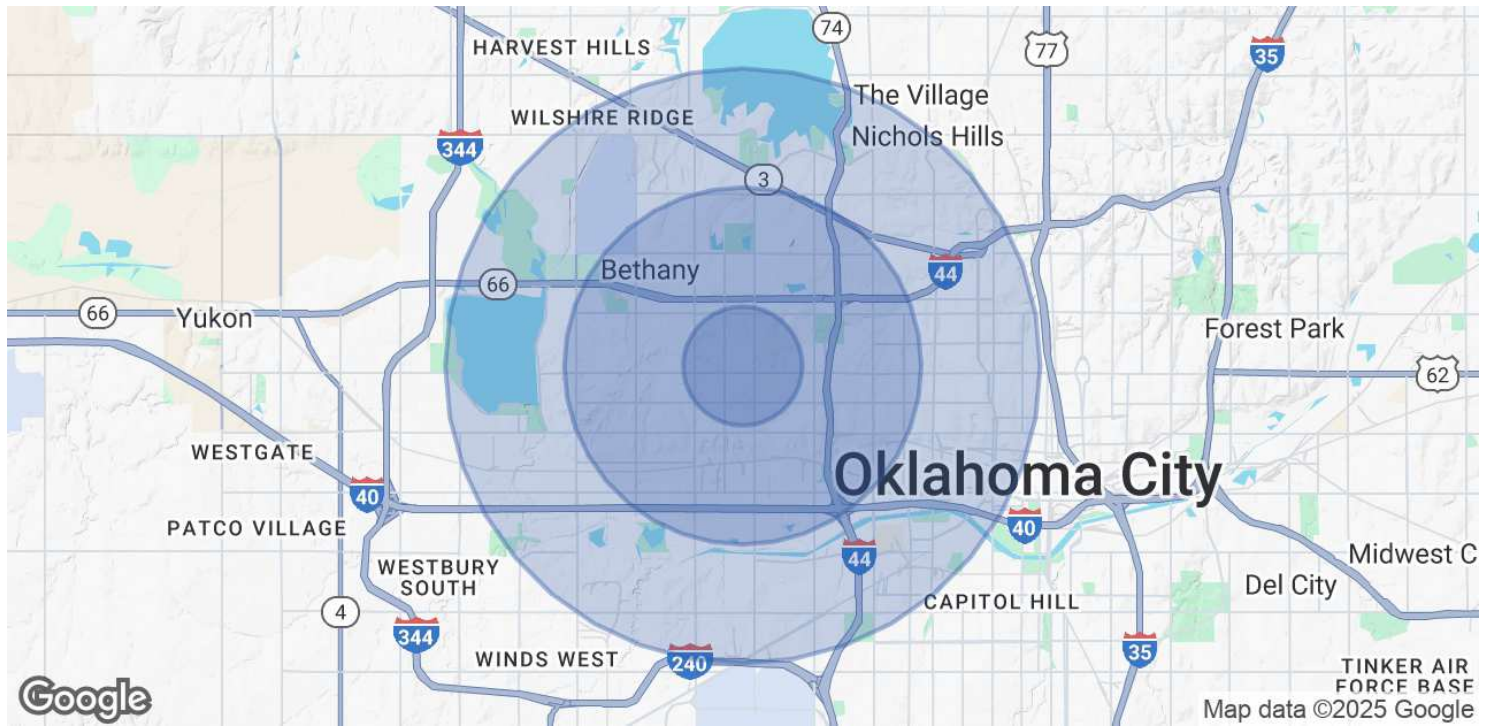 74
77
35
HARVEST HILLS
The Village
WILSHIRE RIDGE
Nichols Hills
344
3
Bethany
66
44
66
Yukon
Forest Park
62
WESTGATE
Oklahoma City
40
PATCO VILLAGE
40
44
Midwest C
WESTBURY
SOUTH
Del City
4
CAPITOL HILL
344
35
WINDS WEST
240
TINKER AIR
FORCE BASE
Google
Map data ©2025 Google